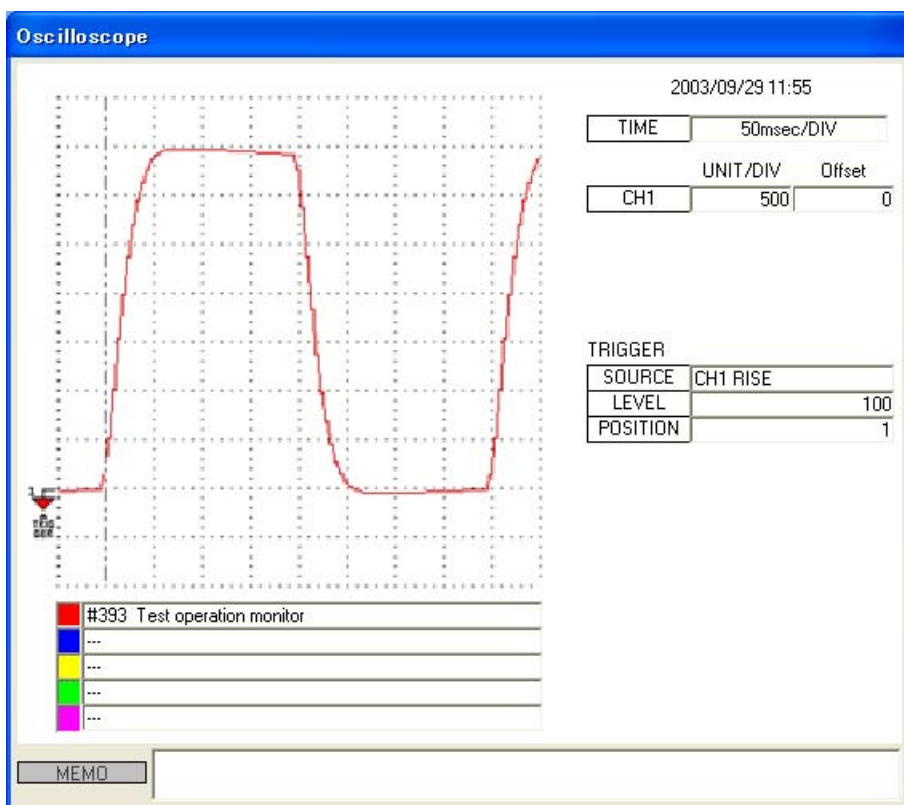 Oscilloscope
2003/09/29 11:55
TIME 50msec/DIV
UNIT/DIV Offset
CH1 500 0
TRIGGER
SOURCE CH1 RISE
LEVEL 100
POSITION 1
#393 Test operation monitor
---
---
---
---
MEMO